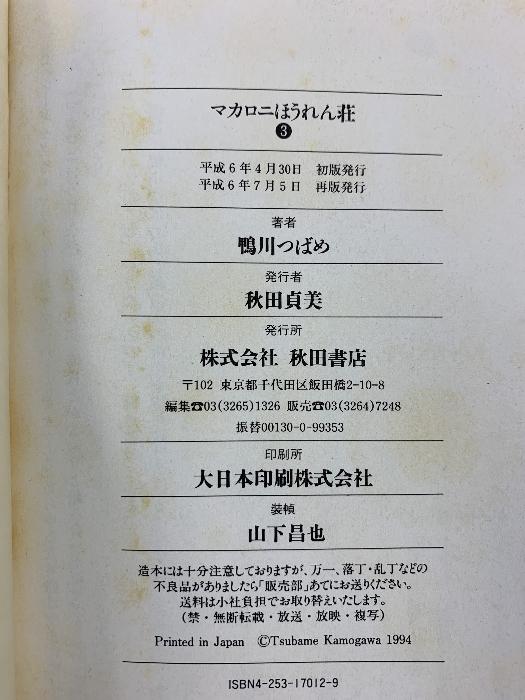 マカロニほうれん荘
❸
平成6年4月30日 初版発行
平成6年7月5日 再版発行
著者
鴨川つばめ
発行者
秋田貞美
発行所
株式会社 秋田書店
〒102 東京都千代田区飯田橋2-10-8
編集☎03(3265)1326 販売☎03(3264)7248
振替00130-0-99353
印刷所
大日本印刷株式会社
装幀
山下昌也
造本には十分注意しておりますが、万一、落丁・乱丁などの
不良品がありましたら「販売部」あてにお送りください。
送料は小社負担でお取り替えいたします。
(禁・無断転載・放送・放映・複写)
Printed in Japan ©Tsubame Kamogawa 1994
ISBN4-253-17012-9